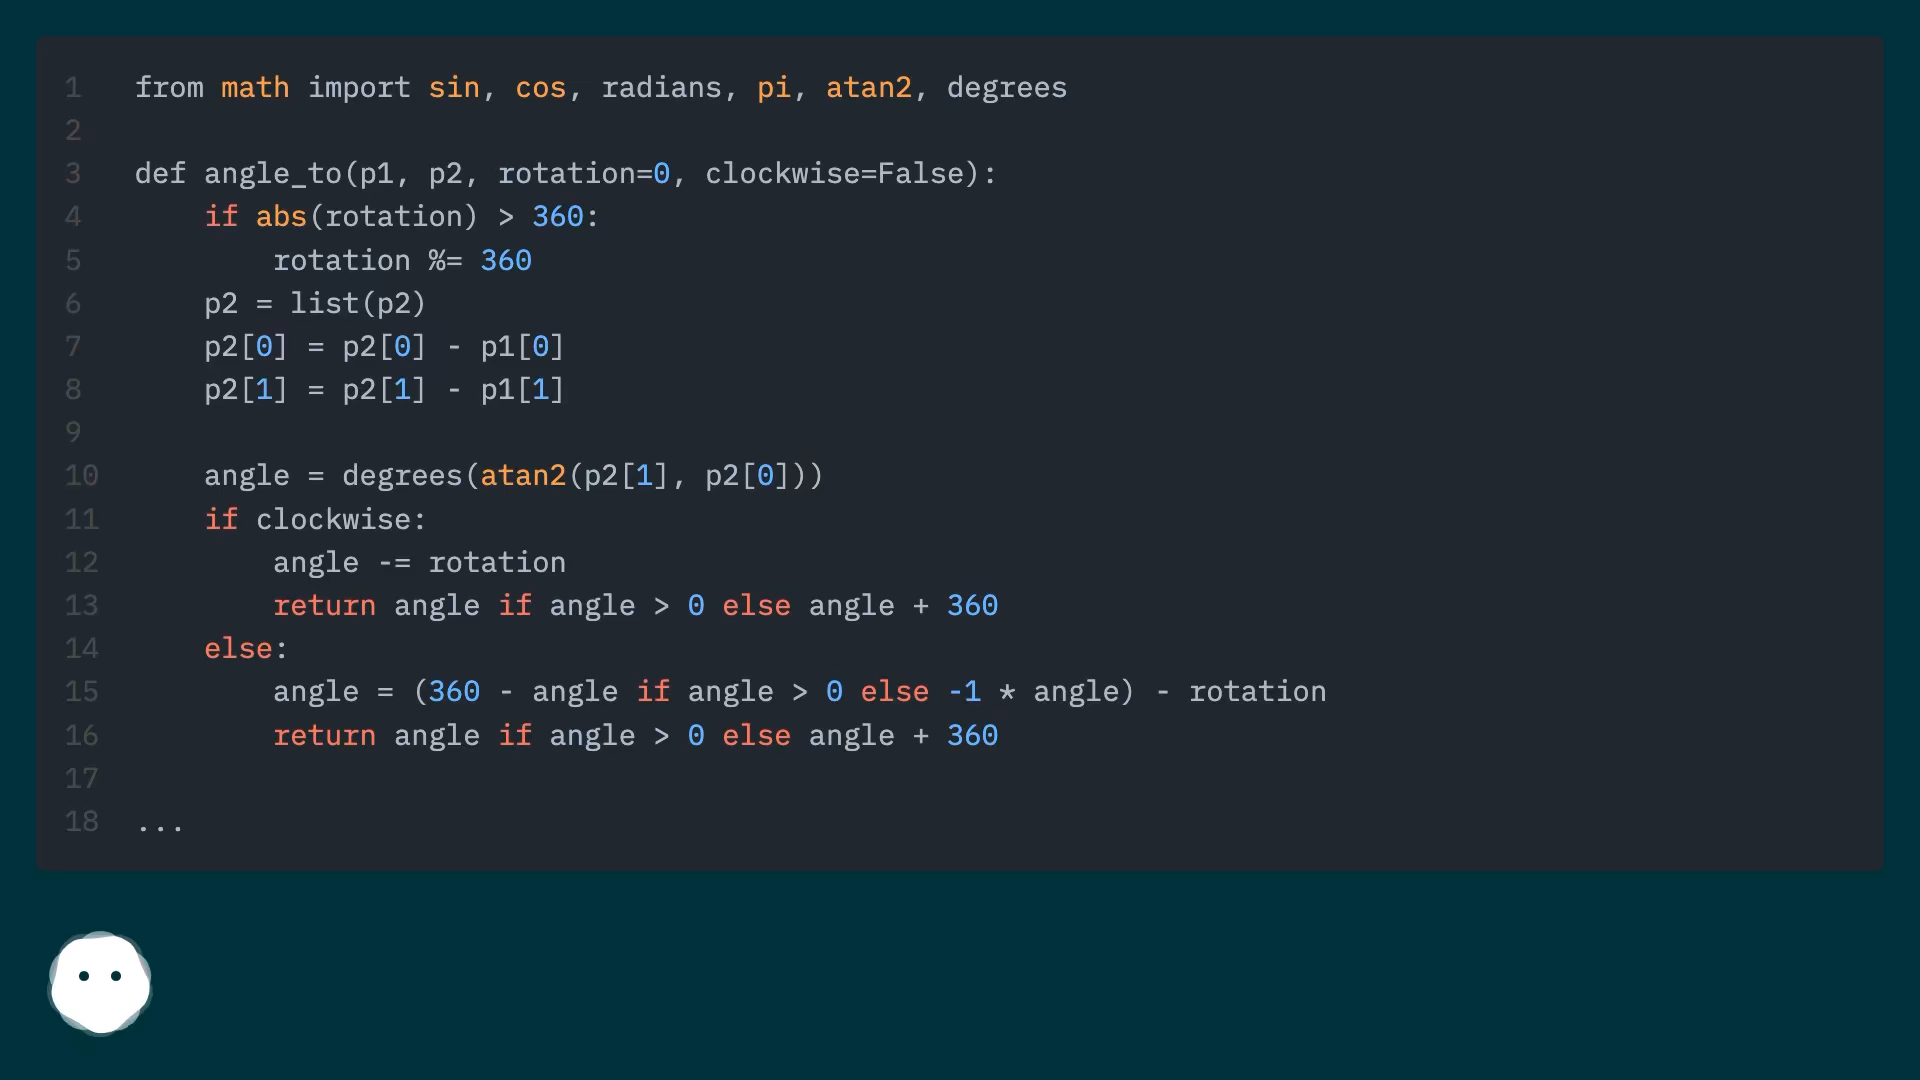 1 from math import sin, cos, radians, pi, atan2, degrees
2
3 def angle_to(p1, p2, rotation=0, clockwise=False):
4     if abs(rotation) > 360:
5         rotation %= 360
6     p2 = list(p2)
7     p2[0] = p2[0] - p1[0]
8     p2[1] = p2[1] - p1[1]
9
10     angle = degrees(atan2(p2[1], p2[0]))
11     if clockwise:
12         angle -= rotation
13         return angle if angle > 0 else angle + 360
14     else:
15         angle = (360 - angle if angle > 0 else -1 * angle) - rotation
16         return angle if angle > 0 else angle + 360
17
18 ...